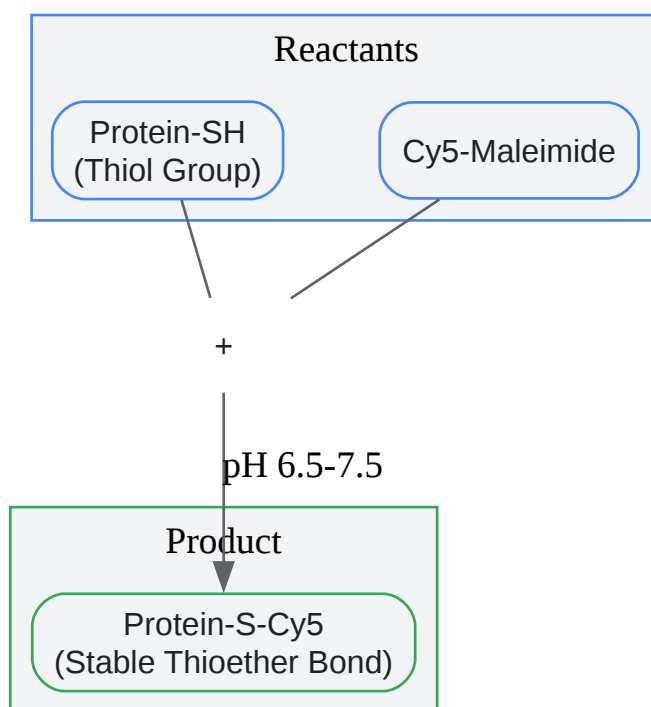 Reactants
Protein-SH
(Thiol Group)
Cy5-Maleimide
+
pH 6.5-7.5
Product
Protein-S-Cy5
(Stable Thioether Bond)